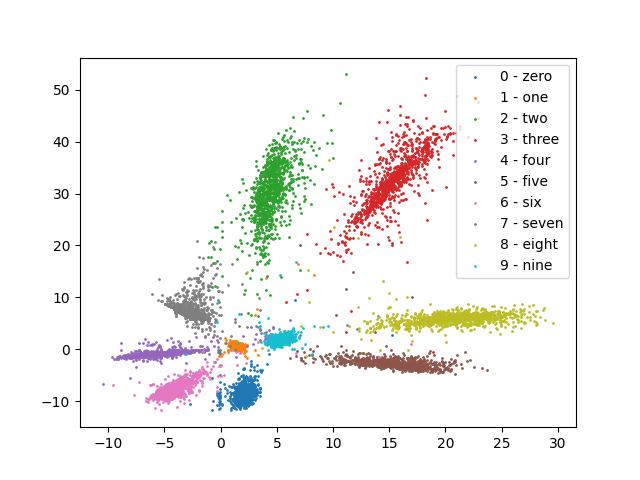 50
40
30
20
10
0
−10
−10
−5
0
5
10
15
20
25
30
0 - zero
1 - one
2 - two
3 - three
4 - four
5 - five
6 - six
7 - seven
8 - eight
9 - nine